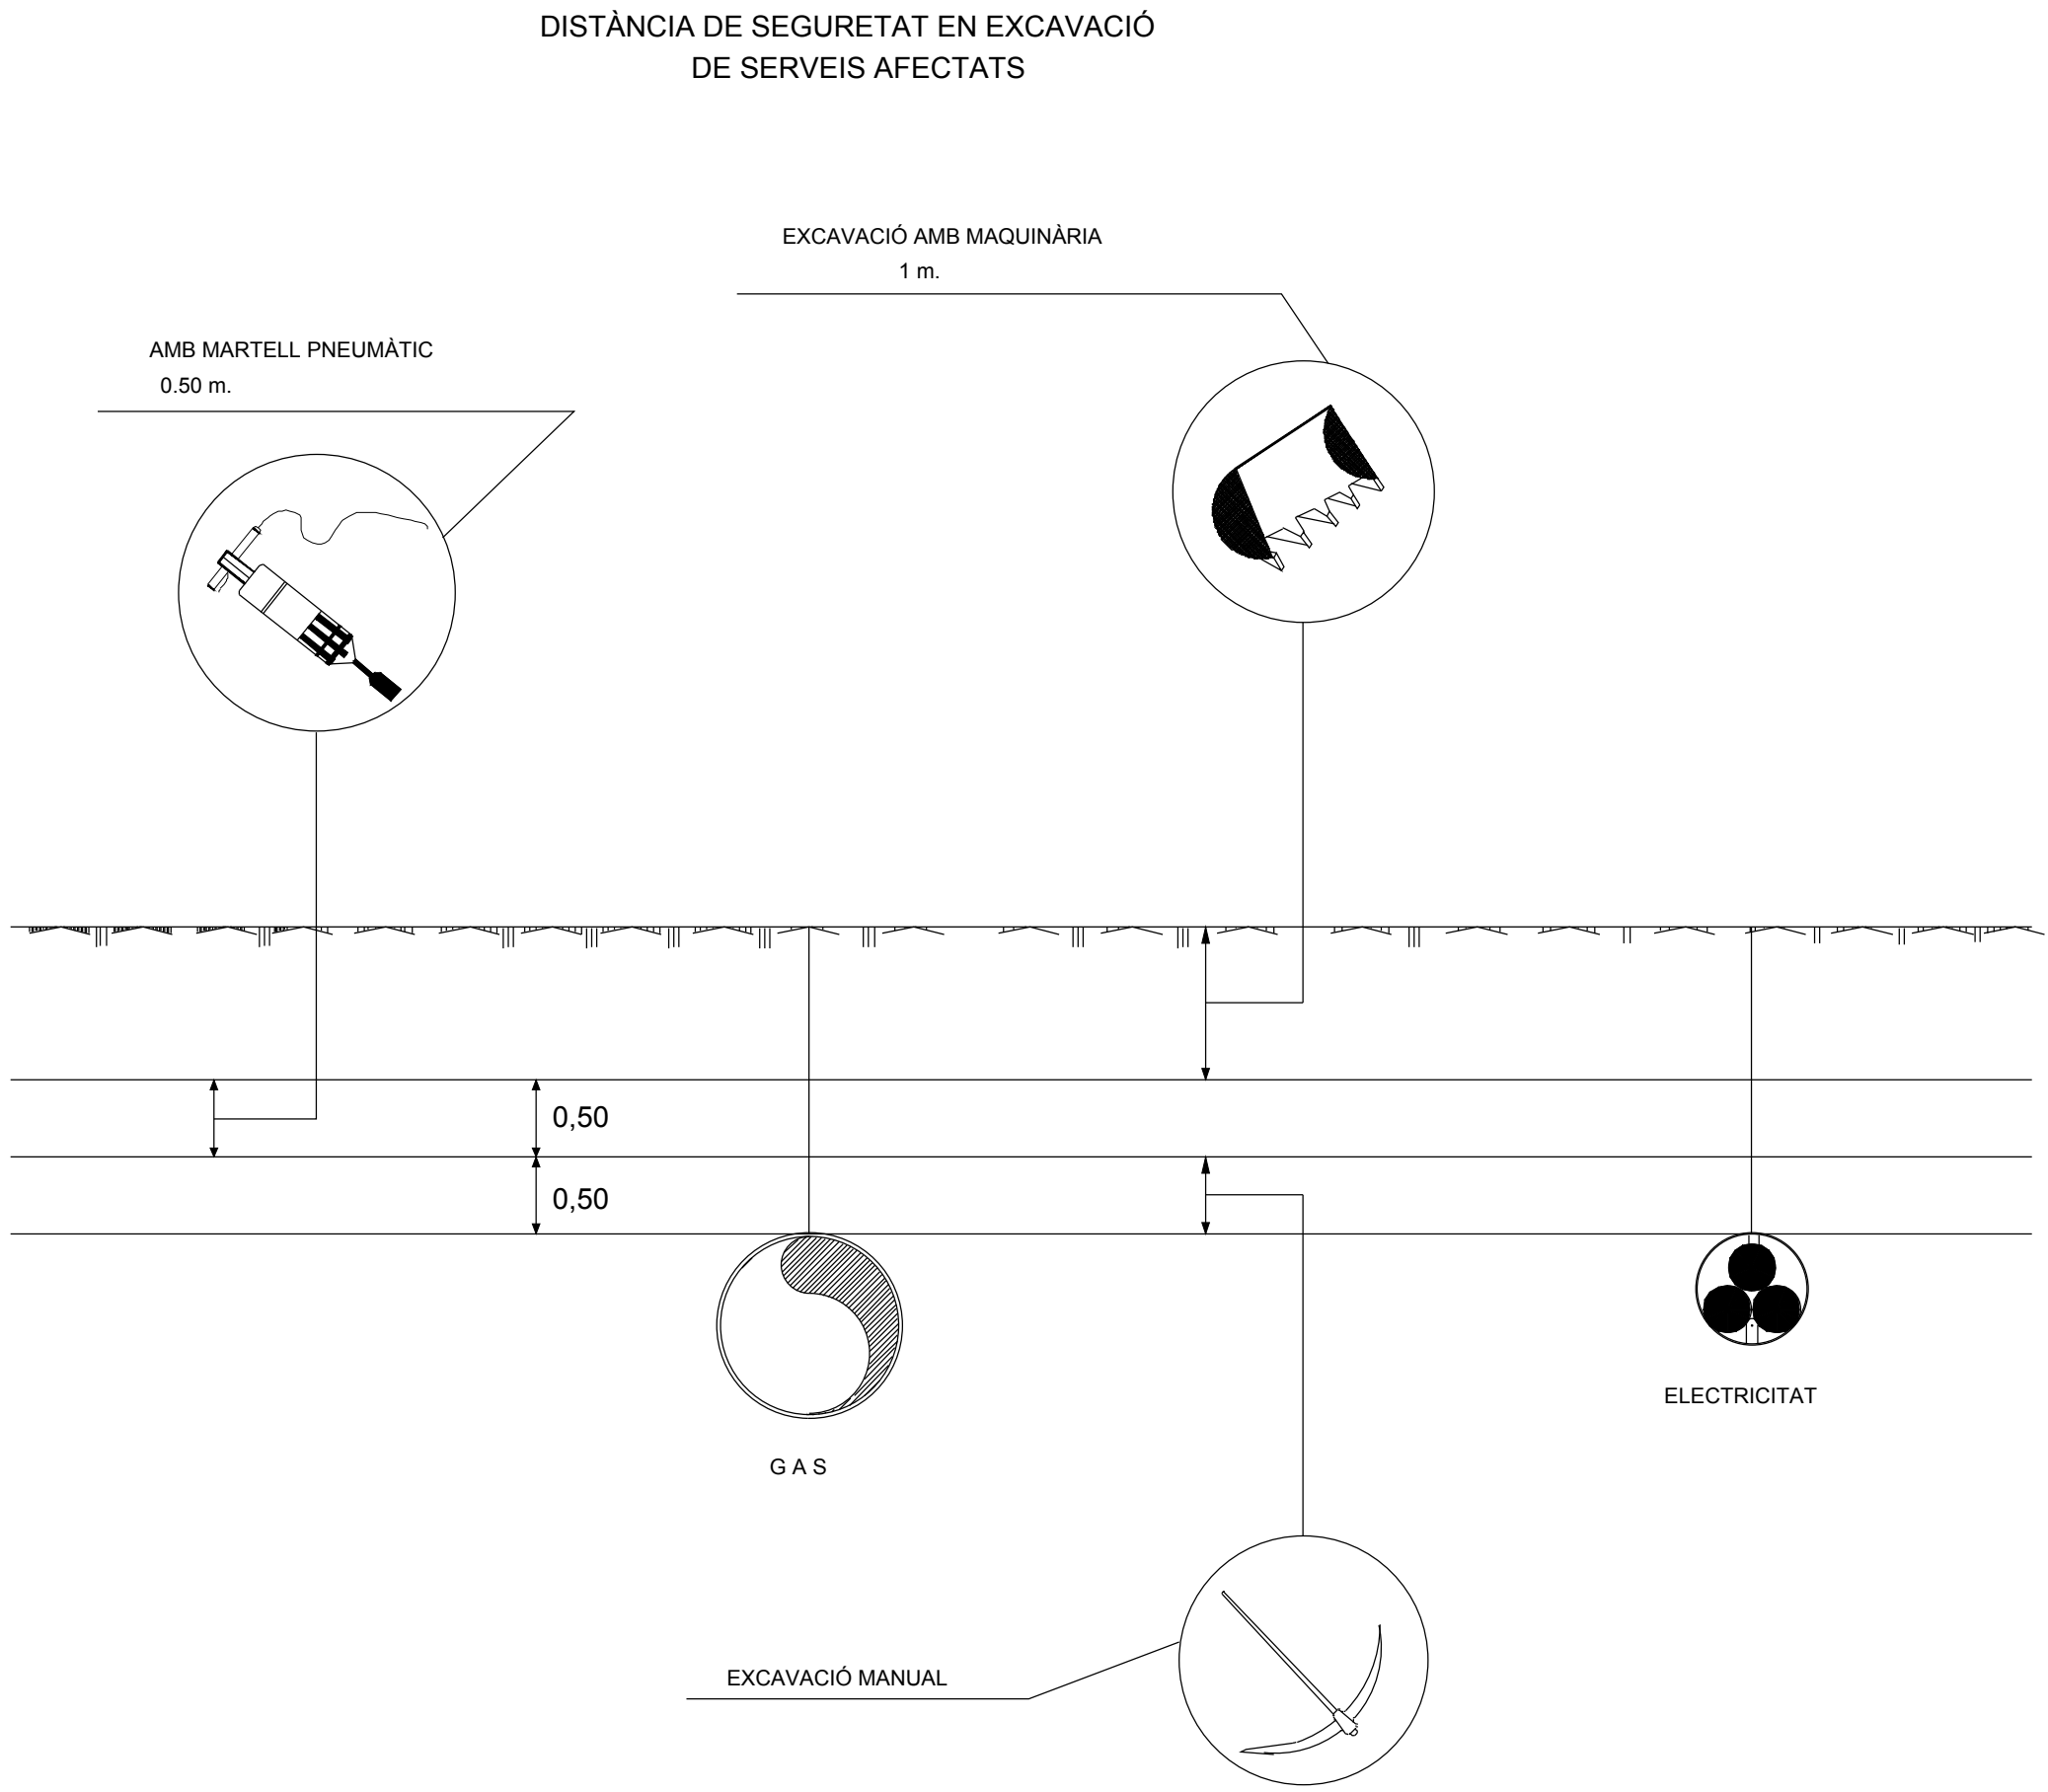 DISTÀNCIA DE SEGURETAT EN EXCAVACIÓ
DE SERVEIS AFECTATS
EXCAVACIÓ AMB MAQUINÀRIA
1 m.
AMB MARTELL PNEUMÀTIC
0.50 m.
0,50
0,50
ELECTRICITAT
G A S
EXCAVACIÓ MANUAL